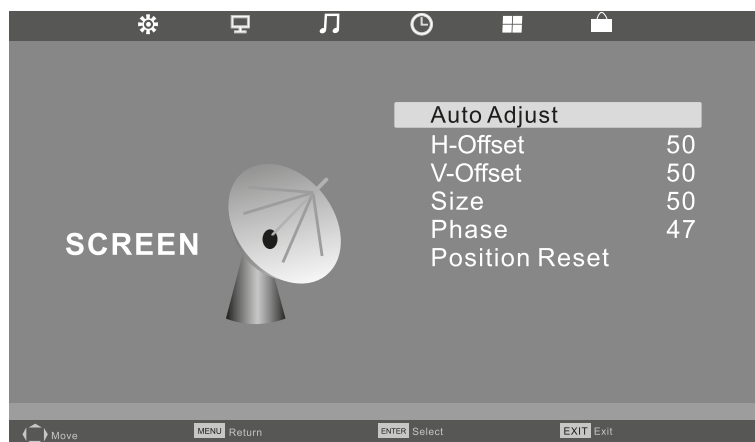 SCREEN
Auto Adjust
H-Offset 50
V-Offset 50
Size 50
Phase 47
Position Reset
Move MENU Return ENTER Select EXIT Exit